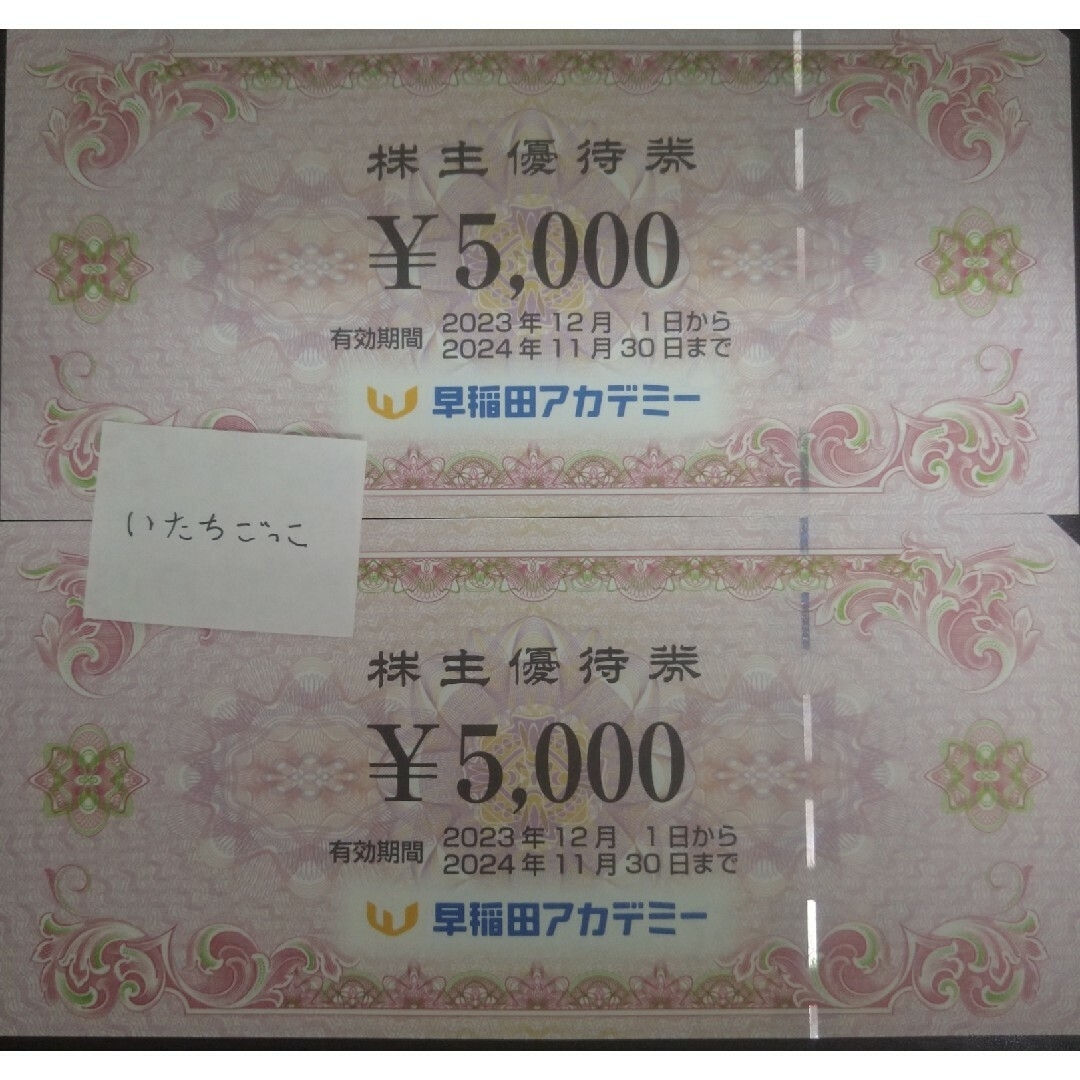 株主優待券
¥5,000
有効期間 2023年12月 1日から
2024年11月30日まで
早稲田アカデミー
いたちごっこ
株主優待券
¥5,000
有効期間 2023年12月 1日から
2024年11月30日まで
早稲田アカデミー